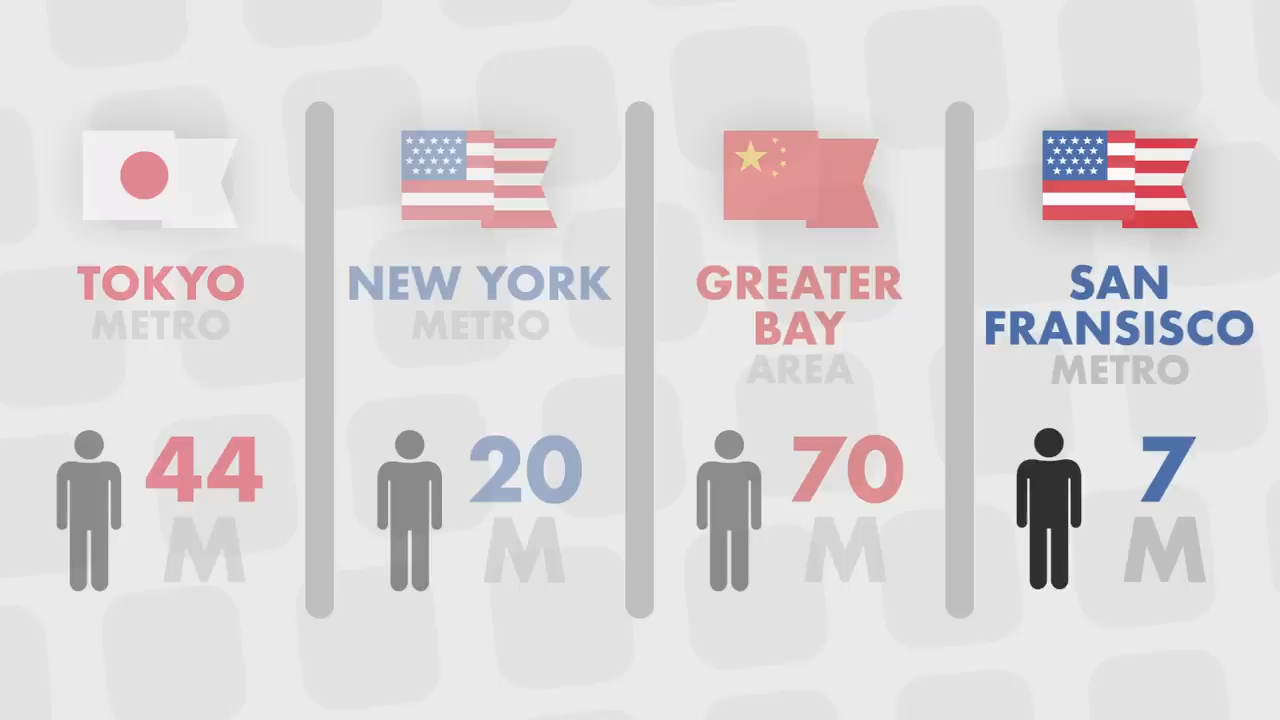 TOKYO
METRO
44
M
NEW YORK
METRO
20
M
GREATER
BAY
AREA
70
M
SAN
FRANSISCO
METRO
7
M